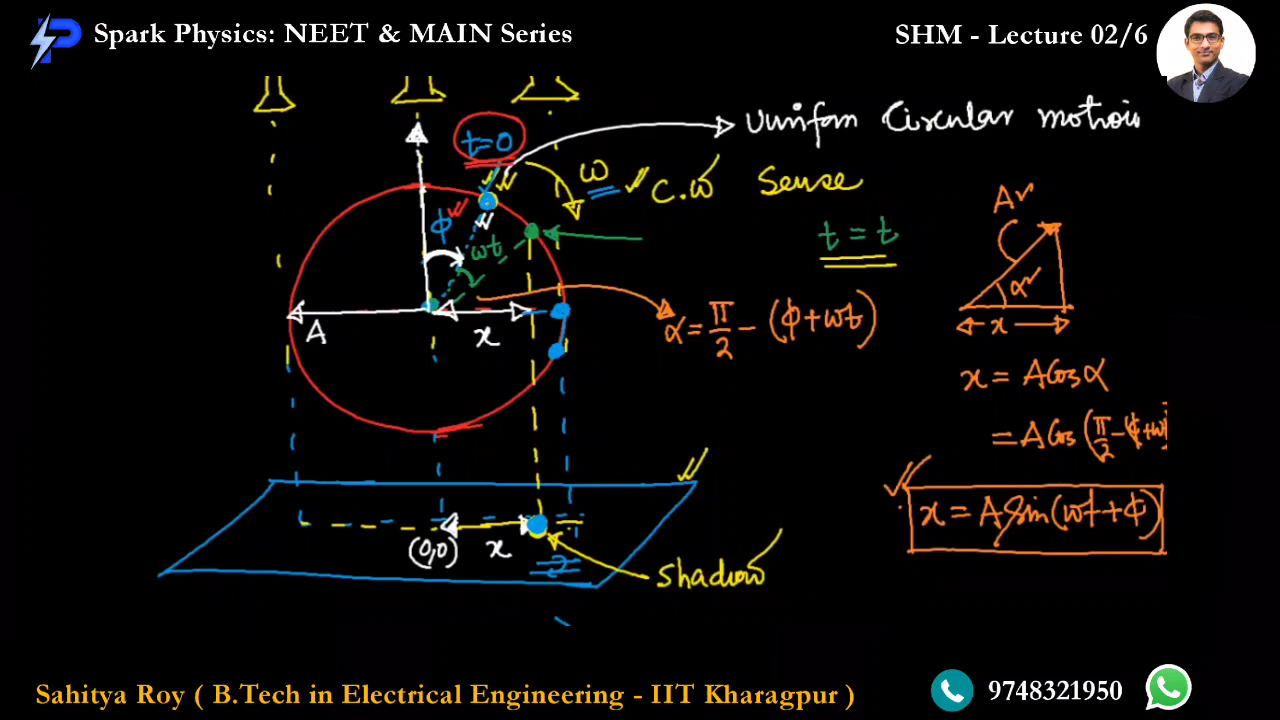 Spark Physics: NEET & MAIN Series
SHM - Lecture 02/6
t=0
Uniform Circular motion
ω
C.W Sense
t = t
ϕ
ωt
A
x
α = π/2 - (ϕ+ωt)
A
α
x
x = A Cos α
= A Cos (π/2 - (ϕ+ω
x = A Sin(ωt+ϕ)
(0,0)
x
Shadow
Sahitya Roy ( B.Tech in Electrical Engineering - IIT Kharagpur )
9748321950